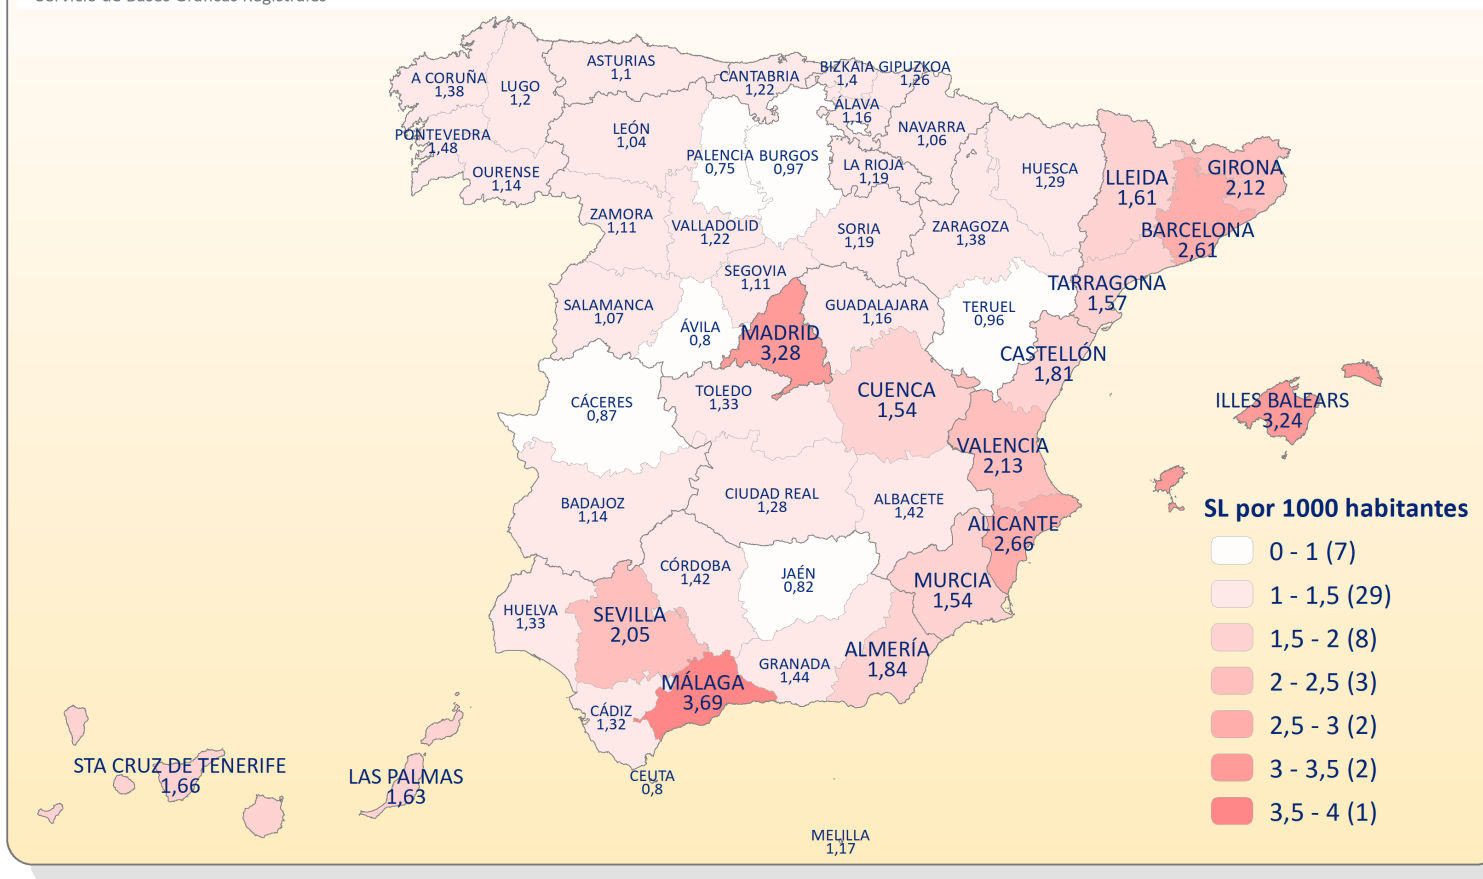 Servicio de Bases Gráficas Registrales
ASTURIAS
1,1
BIZKAIA
1,4
GIPUZKOA
1,26
A CORUÑA
1,38
LUGO
1,2
CANTABRIA
1,22
ÁLAVA
1,16
PONTEVEDRA
1,48
LEÓN
1,04
NAVARRA
1,06
PALENCIA
0,75
BURGOS
0,97
LA RIOJA
1,19
HUESCA
1,29
LLEIDA
1,61
GIRONA
2,12
OURENSE
1,14
ZAMORA
1,11
VALLADOLID
1,22
SORIA
1,19
ZARAGOZA
1,38
BARCELONA
2,61
SEGOVIA
1,11
TARRAGONA
1,57
SALAMANCA
1,07
GUADALAJARA
1,16
TERUEL
0,96
ÁVILA
0,8
MADRID
3,28
CASTELLÓN
1,81
CÁCERES
0,87
TOLEDO
1,33
CUENCA
1,54
ILLES BALEARS
3,24
VALENCIA
2,13
BADAJOZ
1,14
CIUDAD REAL
1,28
ALBACETE
1,42
ALICANTE
2,66
CÓRDOBA
1,42
JAÉN
0,82
MURCIA
1,54
HUELVA
1,33
SEVILLA
2,05
GRANADA
1,44
ALMERÍA
1,84
MÁLAGA
3,69
CÁDIZ
1,32
STA CRUZ DE TENERIFE
1,66
LAS PALMAS
1,63
CEUTA
0,8
MELILLA
1,17
SL por 1000 habitantes
0 - 1 (7)
1 - 1,5 (29)
1,5 - 2 (8)
2 - 2,5 (3)
2,5 - 3 (2)
3 - 3,5 (2)
3,5 - 4 (1)